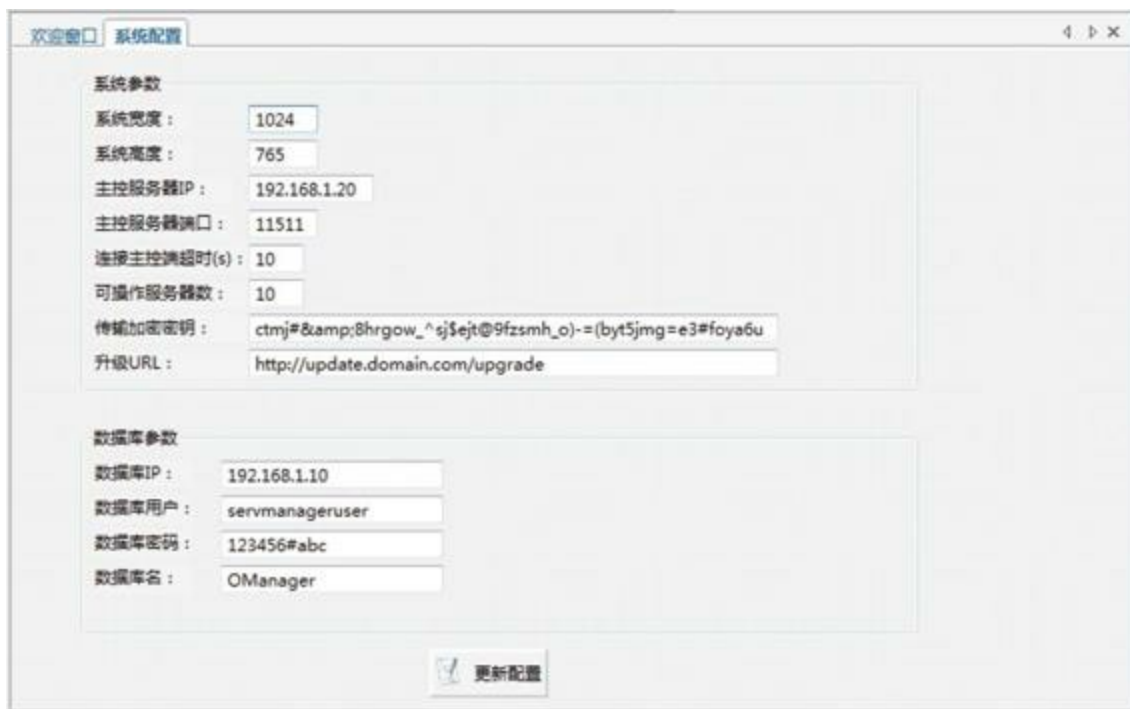 欢迎窗口 系统配置
系统参数
系统宽度： 1024
系统高度： 765
主控服务器IP： 192.168.1.20
主控服务器端口： 11511
连接主控端超时(s)： 10
可操作服务器数： 10
传输加密密钥： ctmj#&amp;8hrgow_^sj$ejt@9fzsmh_o)-=(byt5jmg=e3#foya6u
升级URL： http://update.domain.com/upgrade
数据库参数
数据库IP： 192.168.1.10
数据库用户： servmanageruser
数据库密码： 123456#abc
数据库名： OManager
更新配置